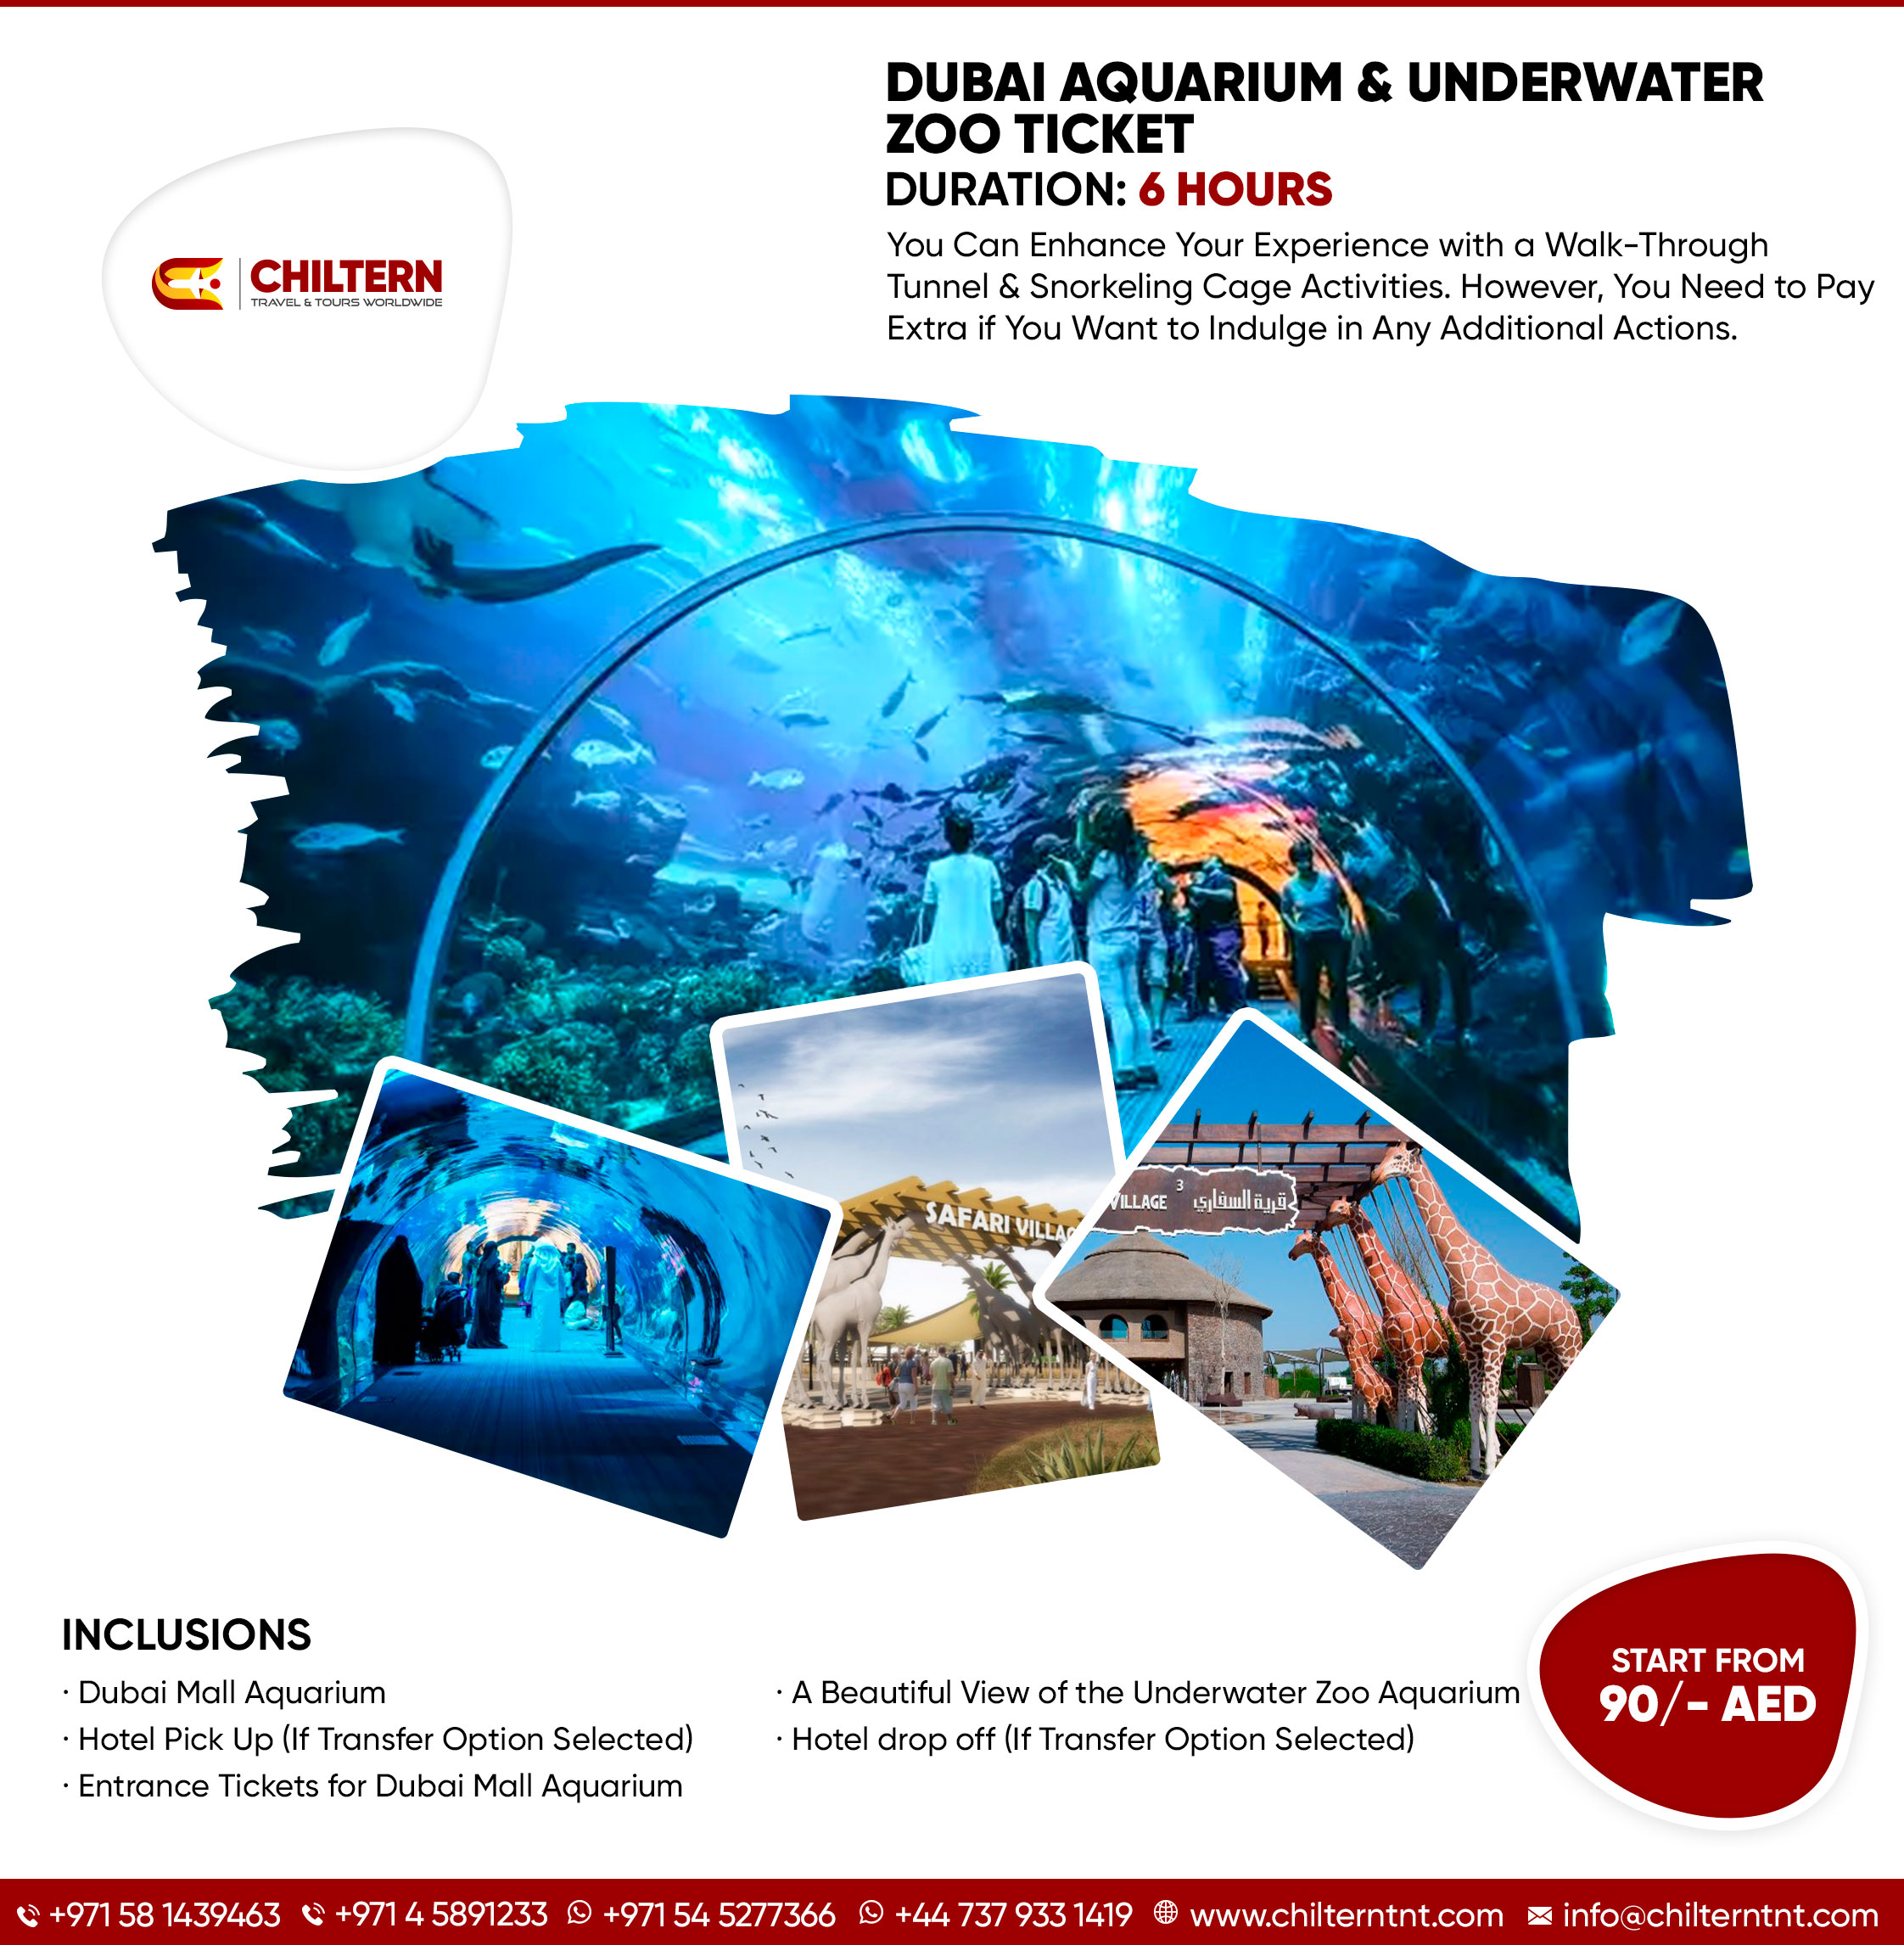 DUBAI AQUARIUM & UNDERWATER
ZOO TICKET
DURATION: 6 HOURS
You Can Enhance Your Experience with a Walk-Through
Tunnel & Snorkeling Cage Activities. However, You Need to Pay
Extra if You Want to Indulge in Any Additional Actions.
CHILTERN
TRAVEL & TOURS WORLDWIDE
SAFARI VILLAG
VILLAGE 3 قرية السفاري
INCLUSIONS
· Dubai Mall Aquarium
· Hotel Pick Up (If Transfer Option Selected)
· Entrance Tickets for Dubai Mall Aquarium
· A Beautiful View of the Underwater Zoo Aquarium
· Hotel drop off (If Transfer Option Selected)
START FROM
90/- AED
+971 58 1439463 +971 4 5891233 +971 54 5277366 +44 737 933 1419 www.chilterntnt.com info@chilterntnt.com